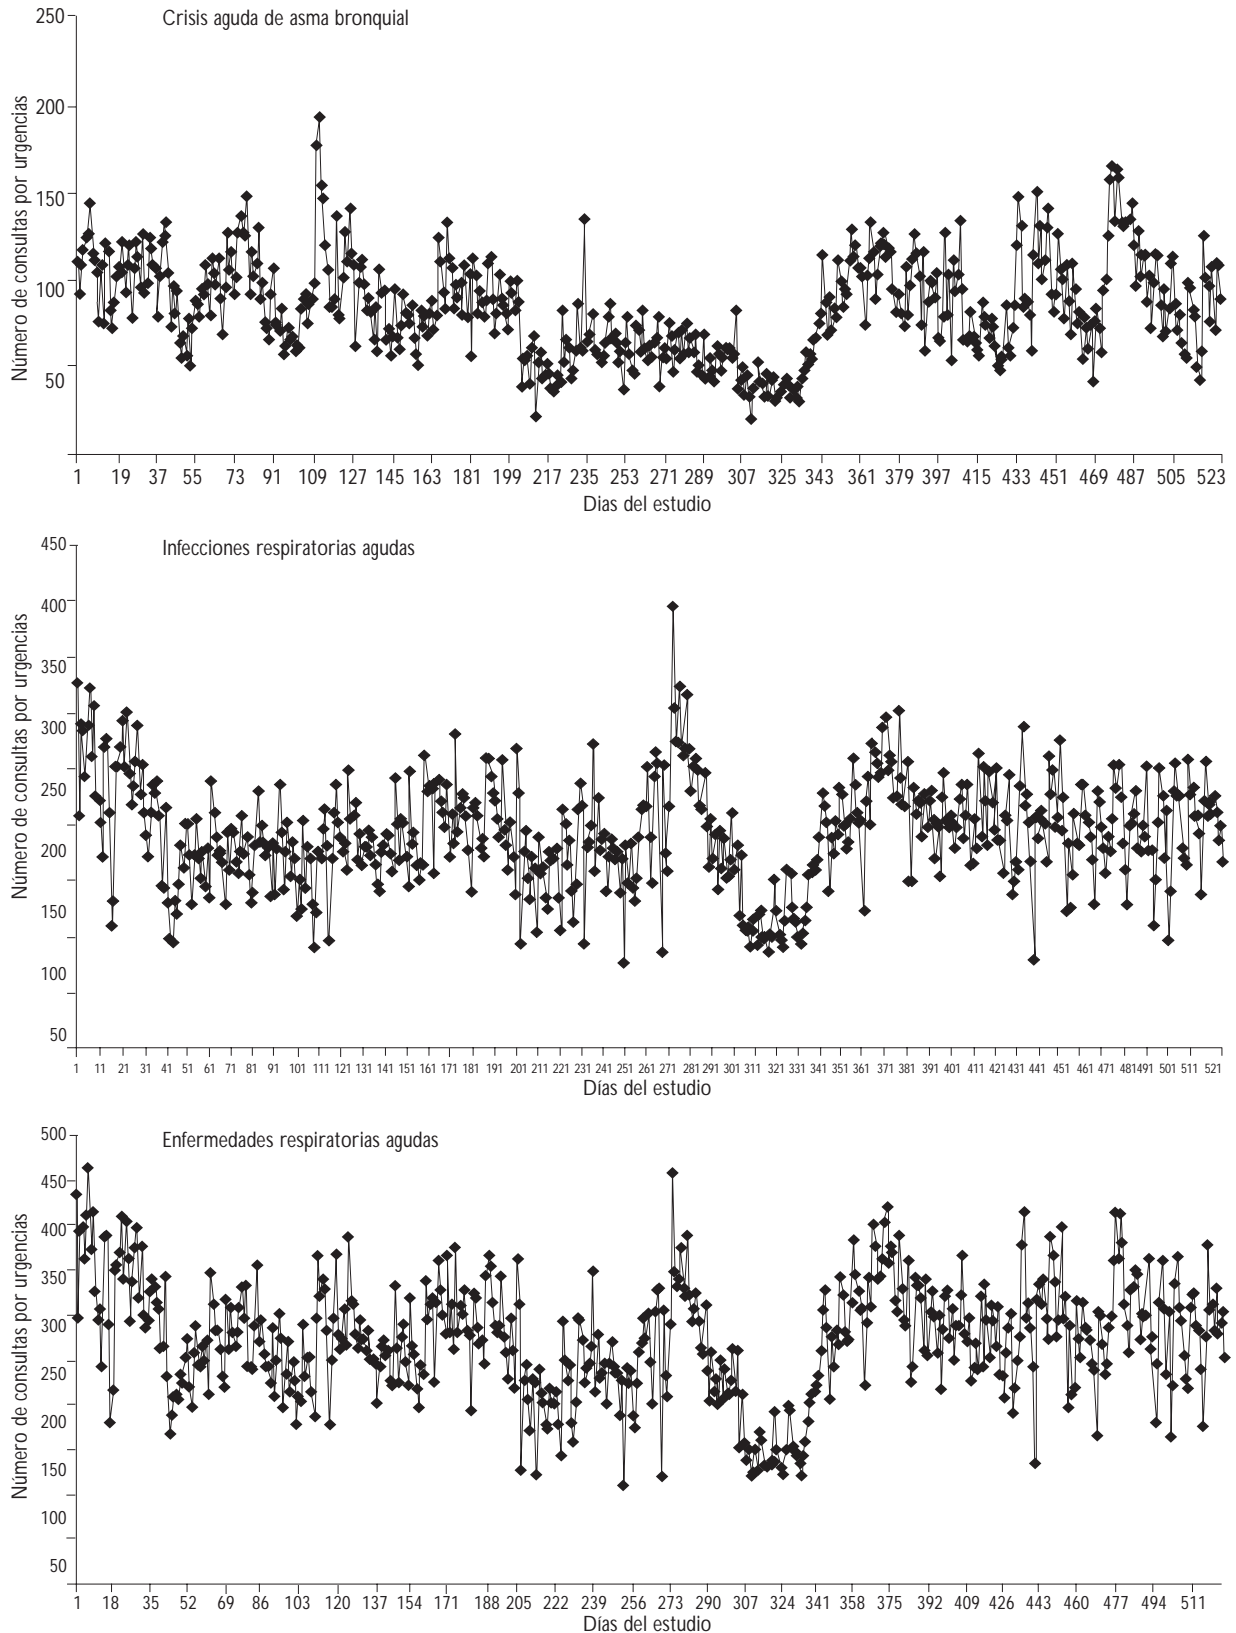 Crisis aguda de asma bronquial
Número de consultas por urgencias
250
200
150
100
50
1 19 37 55 73 91 109 127 145 163 181 199 217 235 253 271 289 307 325 343 361 379 397 415 433 451 469 487 505 523
Dias del estudio
Infecciones respiratorias agudas
Número de consultas por urgencias
450
400
350
300
250
200
150
100
50
1 11 21 31 41 51 61 71 81 91 101 111 121 131 141 151 161 171 181 191 201 211 221 231 241 251 261 271 281 291 301 311 321 331 341 351 361 371 381 391 401 411 421 431 441 451 461 471 481 491 501 511 521
Días del estudio
Enfermedades respiratorias agudas
Número de consultas por urgencias
500
450
400
350
300
250
200
150
100
50
1 18 35 52 69 86 103 120 137 154 171 188 205 222 239 256 273 290 307 324 341 358 375 392 409 426 443 460 477 494 511
Días del estudio